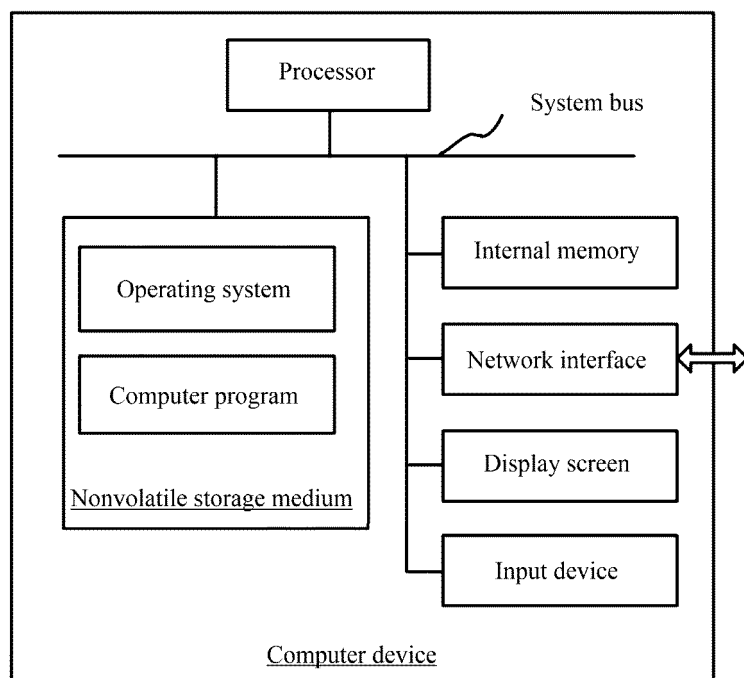 Processor
System bus
Operating system
Computer program
Nonvolatile storage medium
Internal memory
Network interface
Display screen
Input device
Computer device